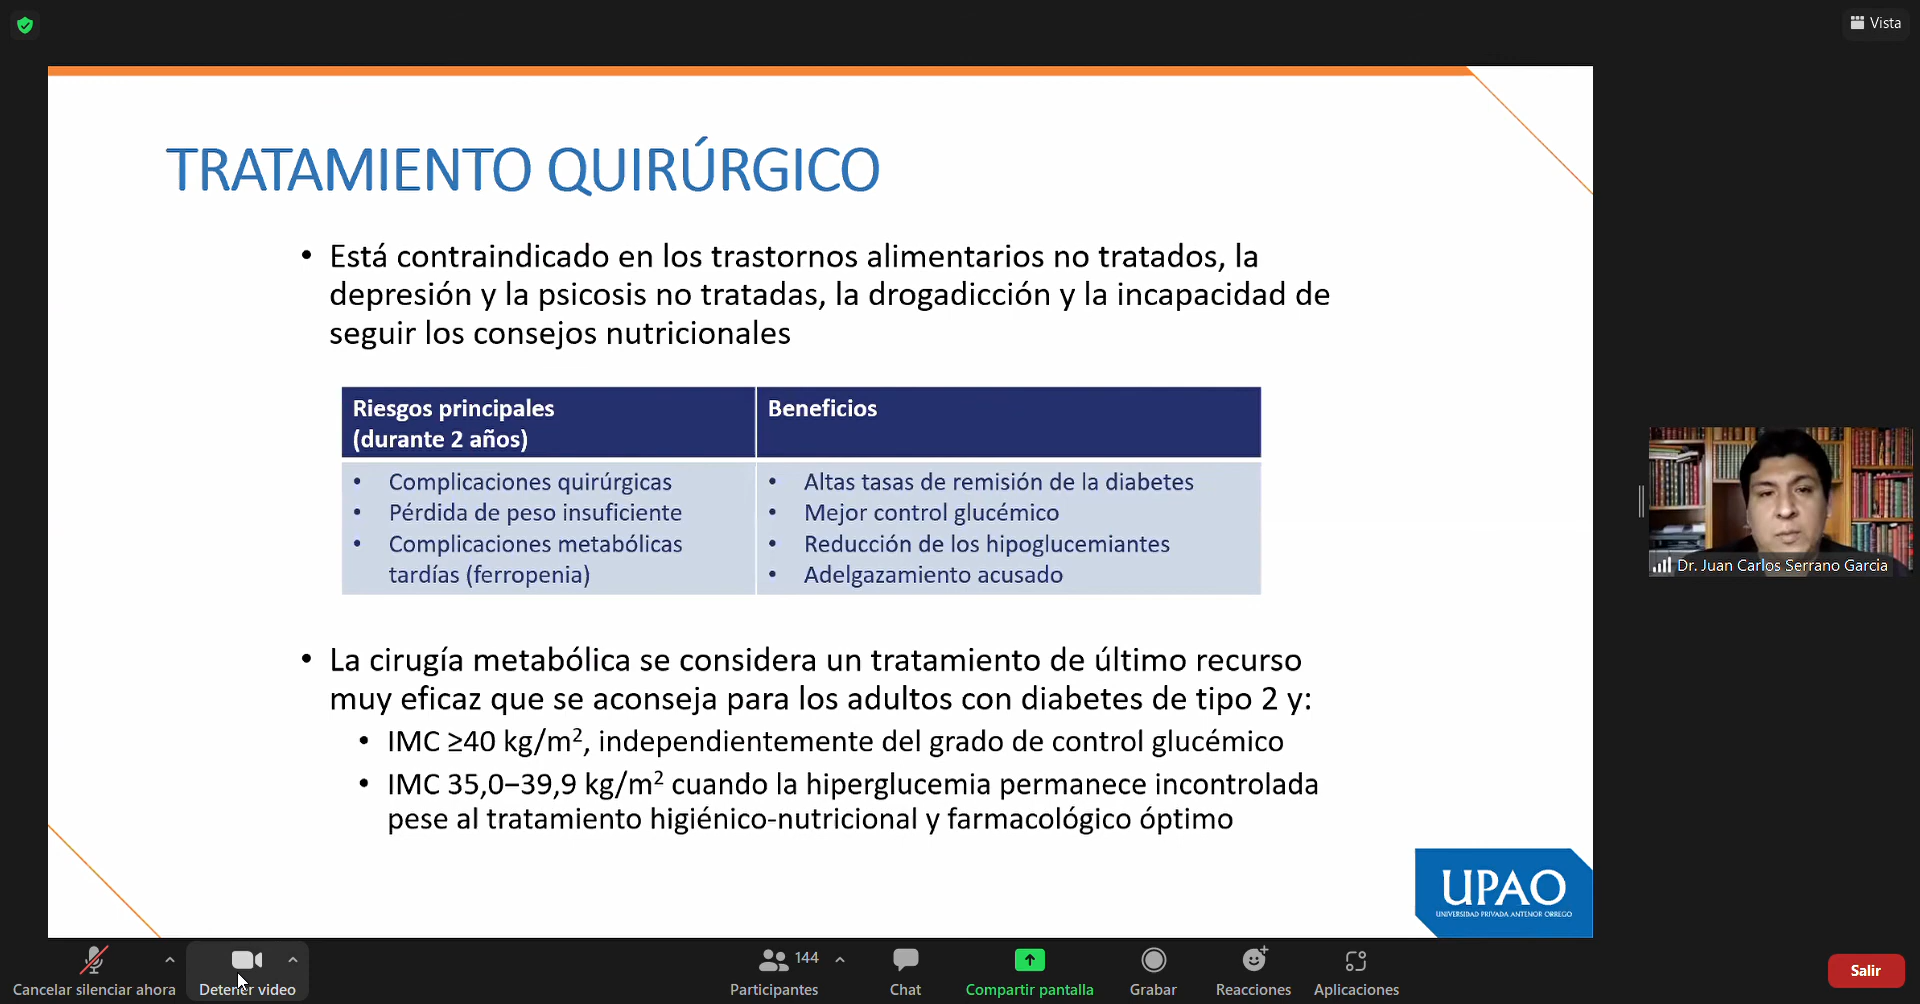 Vista
TRATAMIENTO QUIRÚRGICO
• Está contraindicado en los trastornos alimentarios no tratados, la
depresión y la psicosis no tratadas, la drogadicción y la incapacidad de
seguir los consejos nutricionales
Riesgos principales
(durante 2 años)
• Complicaciones quirúrgicas
• Pérdida de peso insuficiente
• Complicaciones metabólicas
tardías (ferropenia)
Beneficios
• Altas tasas de remisión de la diabetes
• Mejor control glucémico
• Reducción de los hipoglucemiantes
• Adelgazamiento acusado
• La cirugía metabólica se considera un tratamiento de último recurso
muy eficaz que se aconseja para los adultos con diabetes de tipo 2 y:
• IMC ≥40 kg/m², independientemente del grado de control glucémico
• IMC 35,0–39,9 kg/m² cuando la hiperglucemia permanece incontrolada
pese al tratamiento higiénico-nutricional y farmacológico óptimo
UPAO
UNIVERSIDAD PRIVADA ANTENOR ORREGO
Dr. Juan Carlos Serrano Garcia
Cancelar silenciar ahora
Detener video
144
Participantes
Chat
Compartir pantalla
Grabar
Reacciones
Aplicaciones
Salir